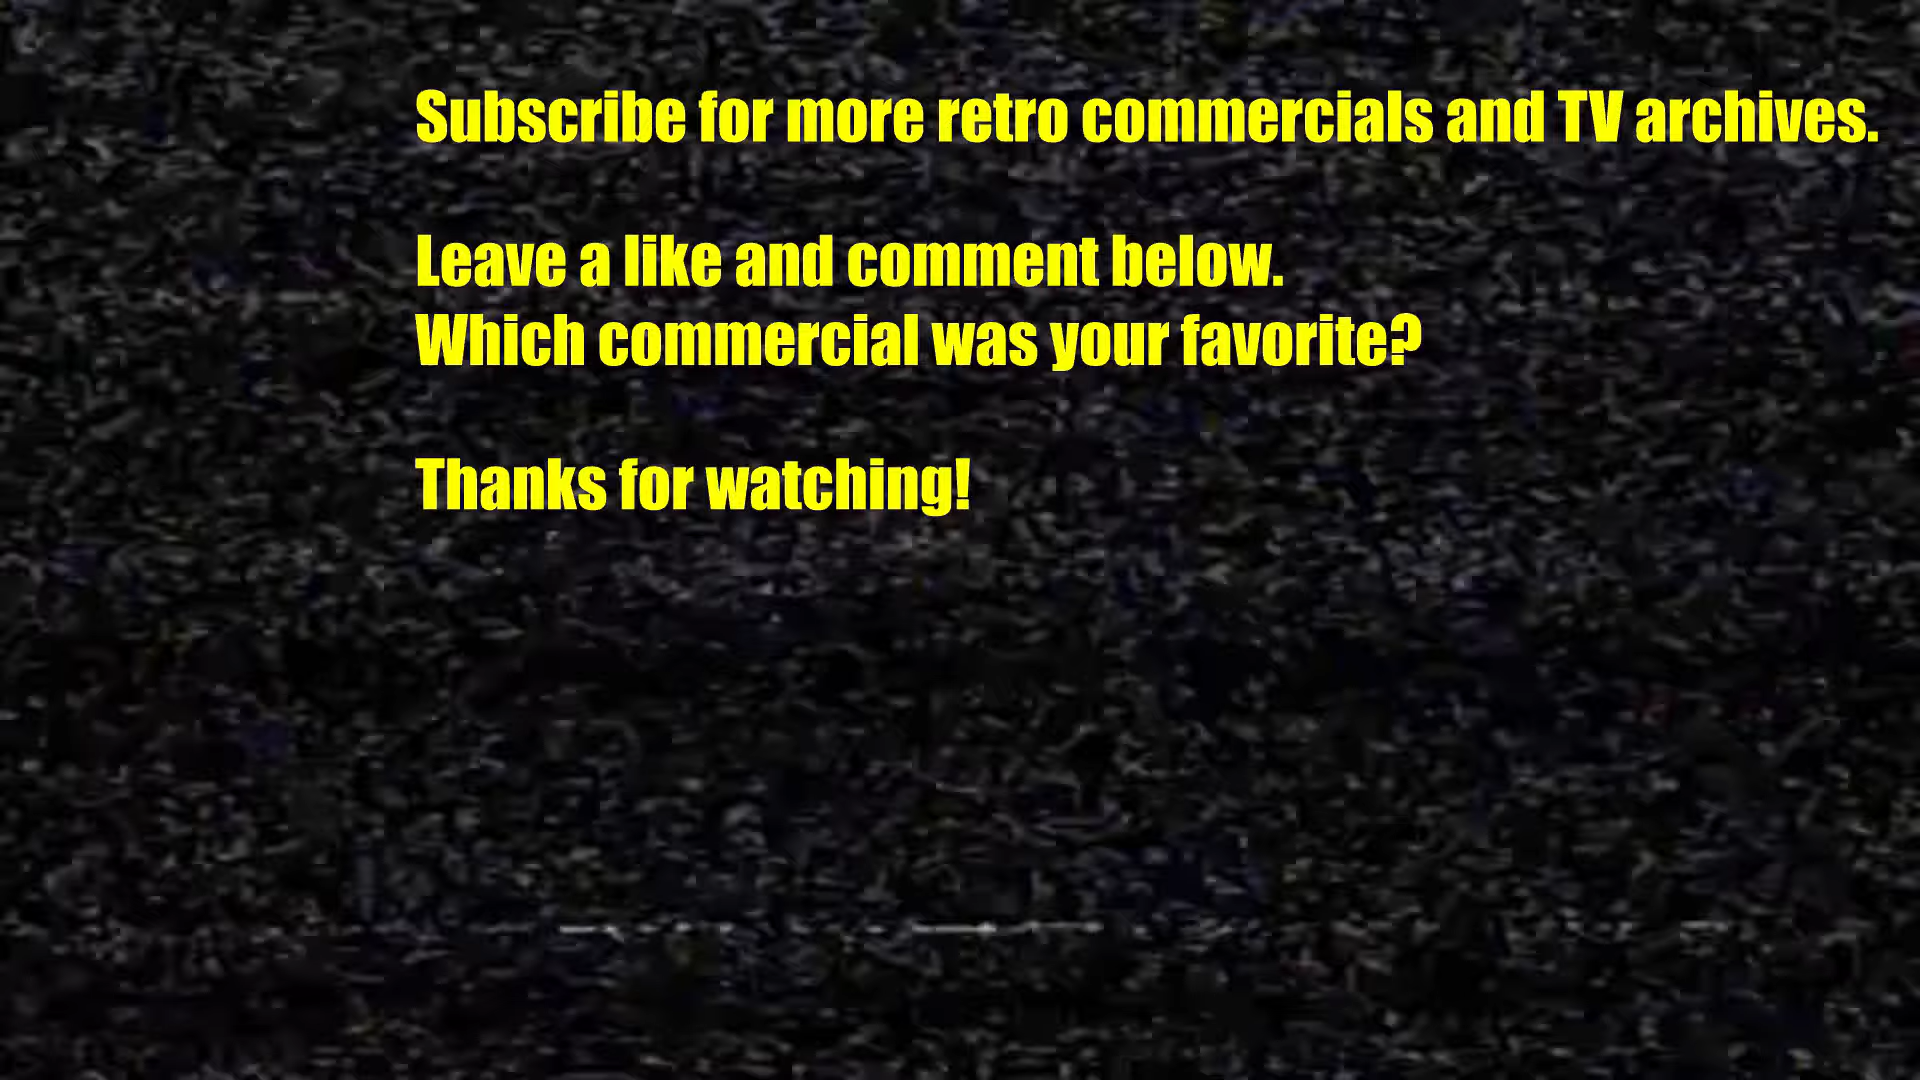 Subscribe for more retro commercials and TV archives.
Leave a like and comment below.
Which commercial was your favorite?
Thanks for watching!